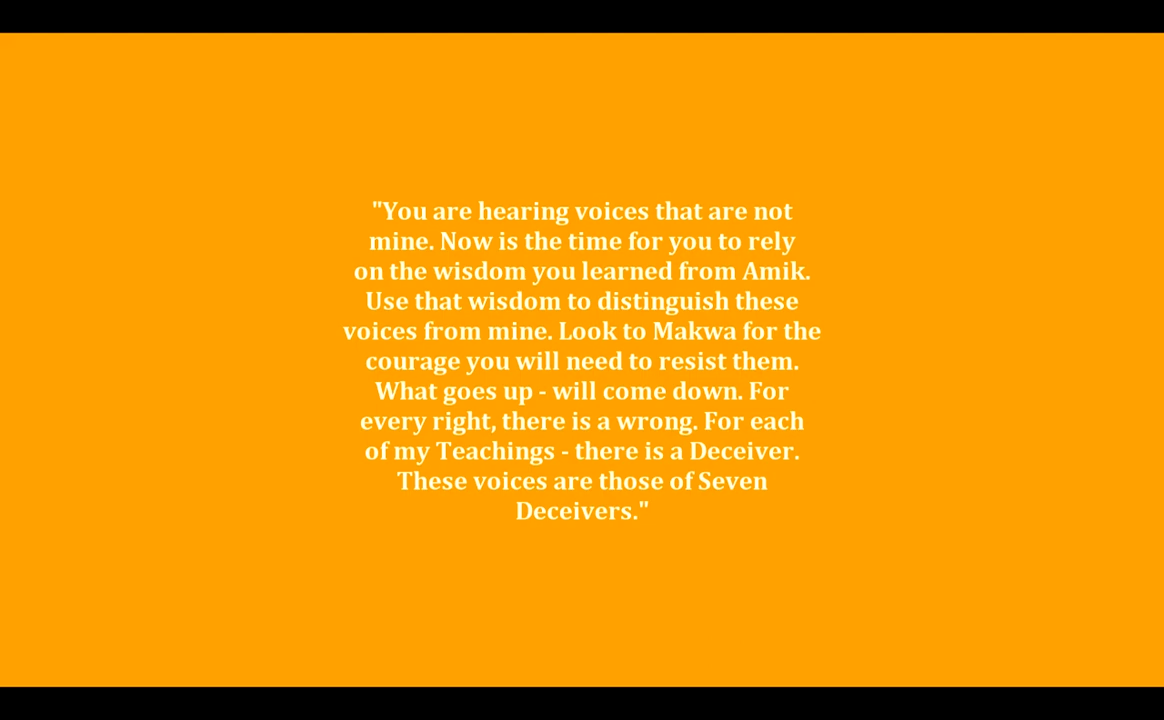 "You are hearing voices that are not
mine. Now is the time for you to rely
on the wisdom you learned from Amik.
Use that wisdom to distinguish these
voices from mine. Look to Makwa for the
courage you will need to resist them.
What goes up - will come down. For
every right, there is a wrong. For each
of my Teachings - there is a Deceiver.
These voices are those of Seven
Deceivers."